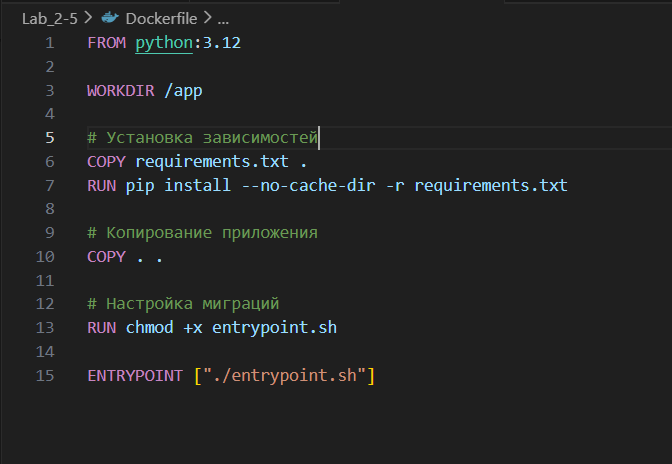 Lab_2-5 > Dockerfile > ...
1 FROM python:3.12
2
3 WORKDIR /app
4
5 # Установка зависимостей
6 COPY requirements.txt .
7 RUN pip install --no-cache-dir -r requirements.txt
8
9 # Копирование приложения
10 COPY . .
11
12 # Настройка миграций
13 RUN chmod +x entrypoint.sh
14
15 ENTRYPOINT ["./entrypoint.sh"]